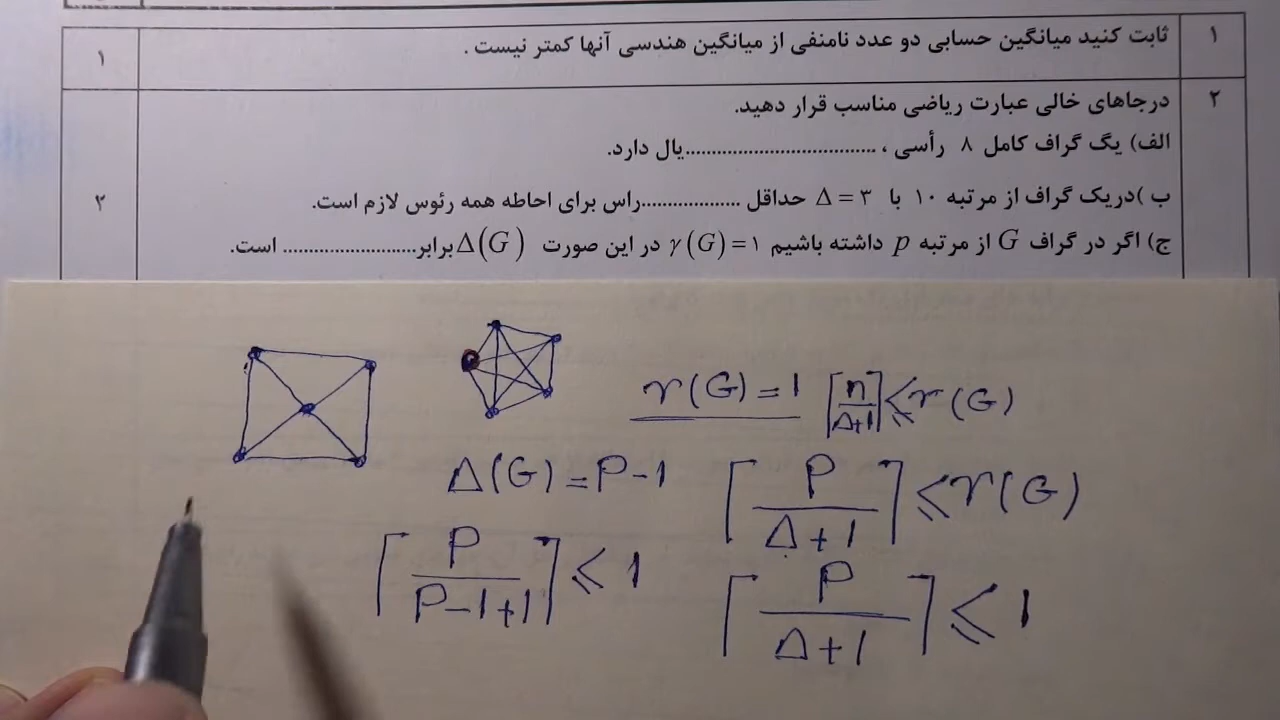 ۱ ثابت کنید میانگین حسابی دو عدد نامنفی از میانگین هندسی آنها کمتر نیست . ۱
۲ درجاهای خالی عبارت ریاضی مناسب قرار دهید.
الف) یگ گراف کامل ۸ رأسی ، ....................................یال دارد.
ب )دریک گراف از مرتبه ۱۰ با Δ = ۳ حداقل ...................راس برای احاطه همه رئوس لازم است. ۲
ج) اگر در گراف G از مرتبه p داشته باشیم γ(G) = ۱ در این صورت Δ(G) برابر......................... است.
γ(G) = 1 ⌈n/Δ+1⌉ ≤ γ(G)
Δ(G) = P-1 ⌈P/Δ+1⌉ ≤ γ(G)
⌈P/P-1+1⌉ ≤ 1 ⌈P/Δ+1⌉ ≤ 1